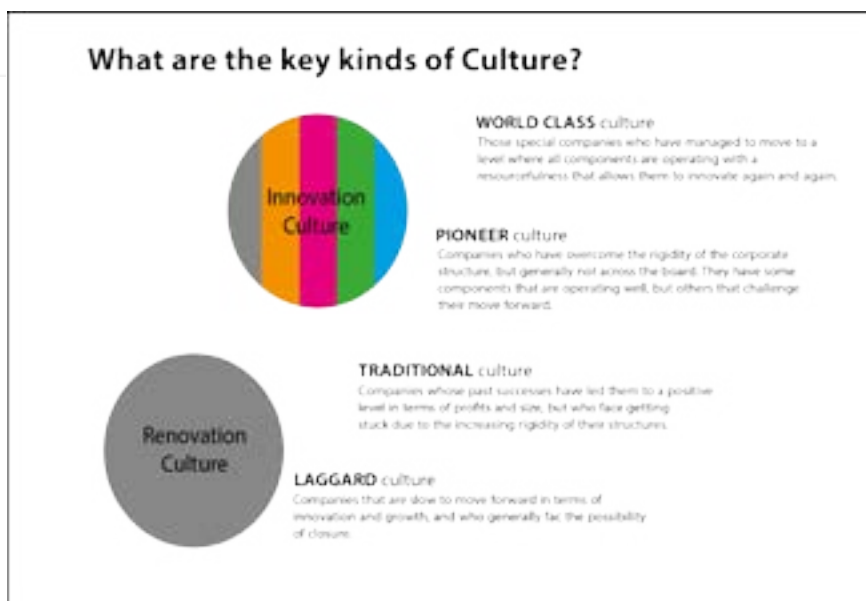 What are the key kinds of Culture?
Innovation
Culture
WORLD CLASS culture
Those special companies who have managed to move to a
level where all components are operating with a
resourcefulness that allows them to innovate again and again.
PIONEER culture
Companies who have overcome the rigidity of the corporate
structure, but generally not across the board. They have some
components that are operating well, but others that challenge
their move forward.
Renovation
Culture
TRADITIONAL culture
Companies whose past successes have led them to a positive
level in terms of profits and size, but who face getting
stuck due to the increasing rigidity of their structures.
LAGGARD culture
Companies that are slow to move forward in terms of
innovation and growth, and who generally fac the possibility
of closure.